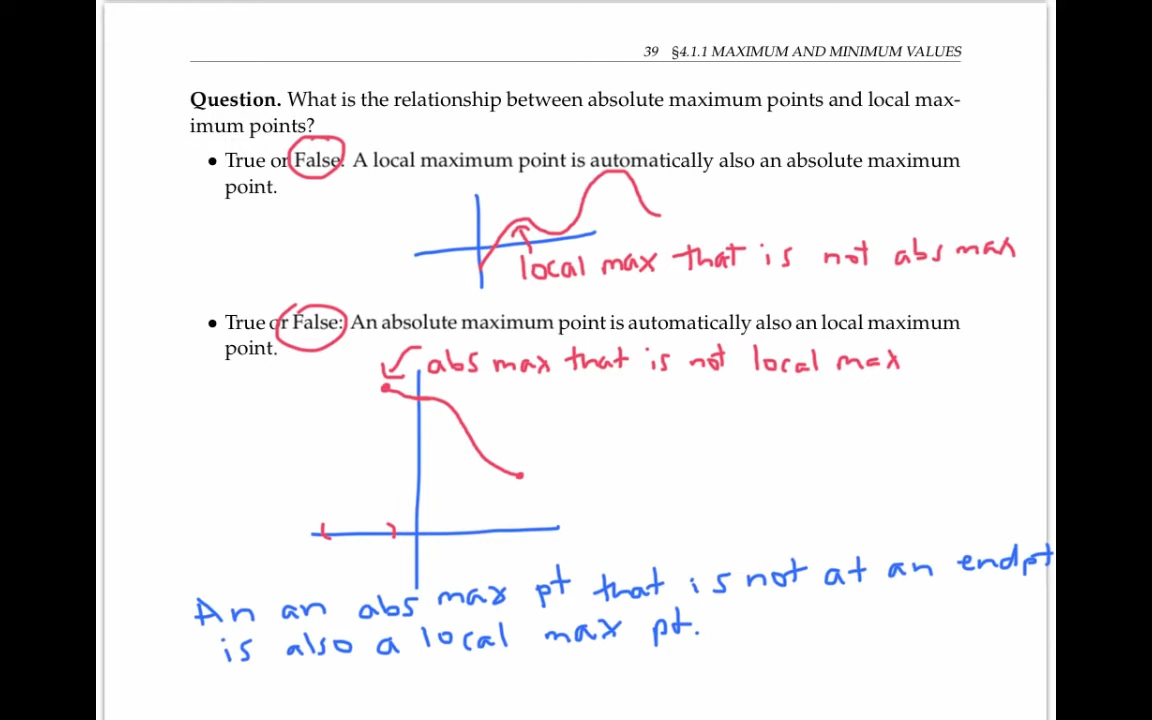 39 §4.1.1 MAXIMUM AND MINIMUM VALUES
Question. What is the relationship between absolute maximum points and local max-
imum points?
• True or False: A local maximum point is automatically also an absolute maximum
point.
local max that is not abs max
• True or False: An absolute maximum point is automatically also an local maximum
point.
abs max that is not local max
An an abs max pt that is not at an endpt
is also a local max pt.